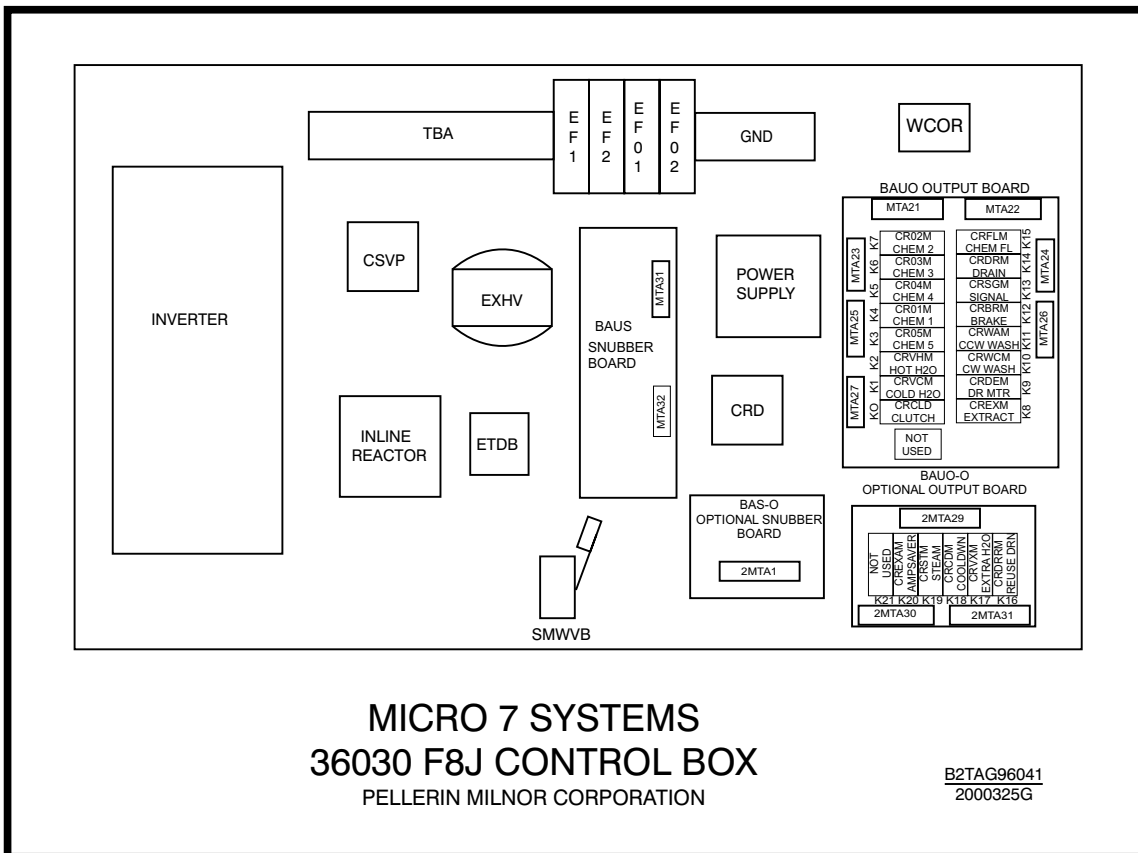 TBA
EF1
EF2
EF01
EF02
GND
WCOR
INVERTER
CSVP
EXHV
BAUS
SNUBBER
BOARD
MTA31
MTA32
POWER
SUPPLY
CRD
INLINE
REACTOR
ETDB
SMWVB
BAS-O
OPTIONAL SNUBBER
BOARD
2MTA1
BAUO OUTPUT BOARD
MTA21
MTA22
MTA23
MTA25
MTA27
K7
K6
K5
K4
K3
K2
K1
KO
CR02M
CHEM 2
CR03M
CHEM 3
CR04M
CHEM 4
CR01M
CHEM 1
CR05M
CHEM 5
CRVHM
HOT H2O
CRVCM
COLD H2O
CRCLD
CLUTCH
NOT
USED
CRFLM
CHEM FL
CRDRM
DRAIN
CRSGM
SIGNAL
CRBRM
BRAKE
CRWAM
CCW WASH
CRWCM
CW WASH
CRDEM
DR MTR
CREXM
EXTRACT
K15
K14
K13
K12
K11
K10
K9
K8
MTA24
MTA26
BAUO-O
OPTIONAL OUTPUT BOARD
2MTA29
NOT
USED
CREXAM
AMPSAVER
CRSTM
STEAM
CRCDM
COOLDWN
CRVXM
EXTRA H2O
CRDRRM
REUSE DRN
K21 K20 K19 K18 K17 K16
2MTA30
2MTA31
MICRO 7 SYSTEMS
36030 F8J CONTROL BOX
PELLERIN MILNOR CORPORATION
B2TAG96041
2000325G